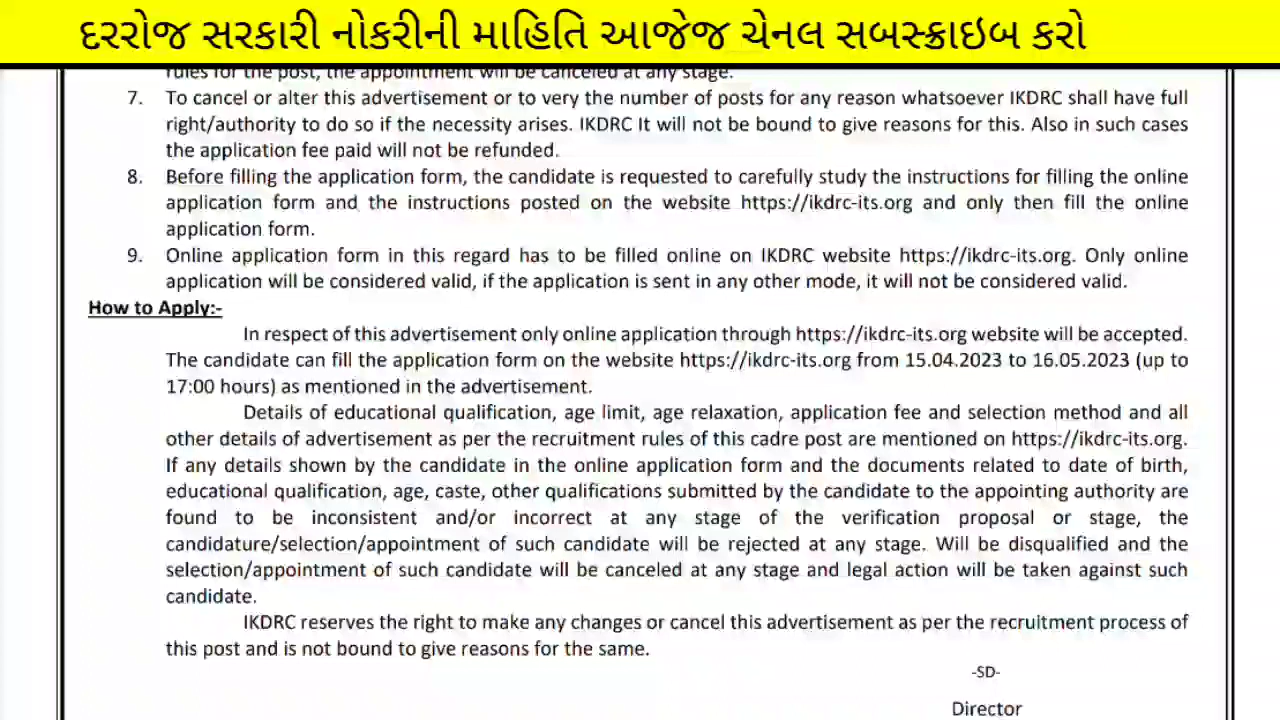 દરરોજ સરકારી નોકરીની માહિતિ આજેજ ચેનલ સબસ્ક્રાઇબ કરો
rules for the post, the appointment will be canceled at any stage.
7. To cancel or alter this advertisement or to very the number of posts for any reason whatsoever IKDRC shall have full
right/authority to do so if the necessity arises. IKDRC It will not be bound to give reasons for this. Also in such cases
the application fee paid will not be refunded.
8. Before filling the application form, the candidate is requested to carefully study the instructions for filling the online
application form and the instructions posted on the website https://ikdrc-its.org and only then fill the online
application form.
9. Online application form in this regard has to be filled online on IKDRC website https://ikdrc-its.org. Only online
application will be considered valid, if the application is sent in any other mode, it will not be considered valid.
How to Apply:-
In respect of this advertisement only online application through https://ikdrc-its.org website will be accepted.
The candidate can fill the application form on the website https://ikdrc-its.org from 15.04.2023 to 16.05.2023 (up to
17:00 hours) as mentioned in the advertisement.
Details of educational qualification, age limit, age relaxation, application fee and selection method and all
other details of advertisement as per the recruitment rules of this cadre post are mentioned on https://ikdrc-its.org.
If any details shown by the candidate in the online application form and the documents related to date of birth,
educational qualification, age, caste, other qualifications submitted by the candidate to the appointing authority are
found to be inconsistent and/or incorrect at any stage of the verification proposal or stage, the
candidature/selection/appointment of such candidate will be rejected at any stage. Will be disqualified and the
selection/appointment of such candidate will be canceled at any stage and legal action will be taken against such
candidate.
IKDRC reserves the right to make any changes or cancel this advertisement as per the recruitment process of
this post and is not bound to give reasons for the same.
-SD-
Director